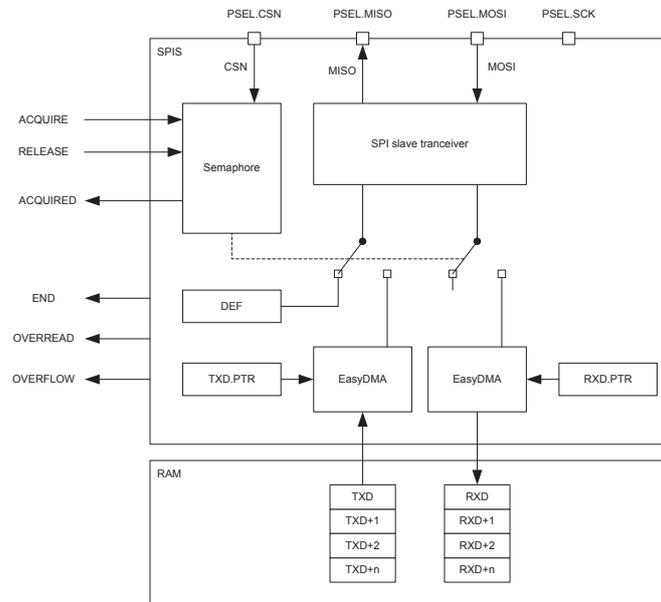 PSEL.CSN PSEL.MISO PSEL.MOSI PSEL.SCK
SPIS
CSN MISO MOSI
ACQUIRE
RELEASE
ACQUIRED
Semaphore
SPI slave tranceiver
END
OVERREAD
OVERFLOW
DEF
TXD.PTR
EasyDMA
EasyDMA
RXD.PTR
RAM
TXD
TXD+1
TXD+2
TXD+n
RXD
RXD+1
RXD+2
RXD+n